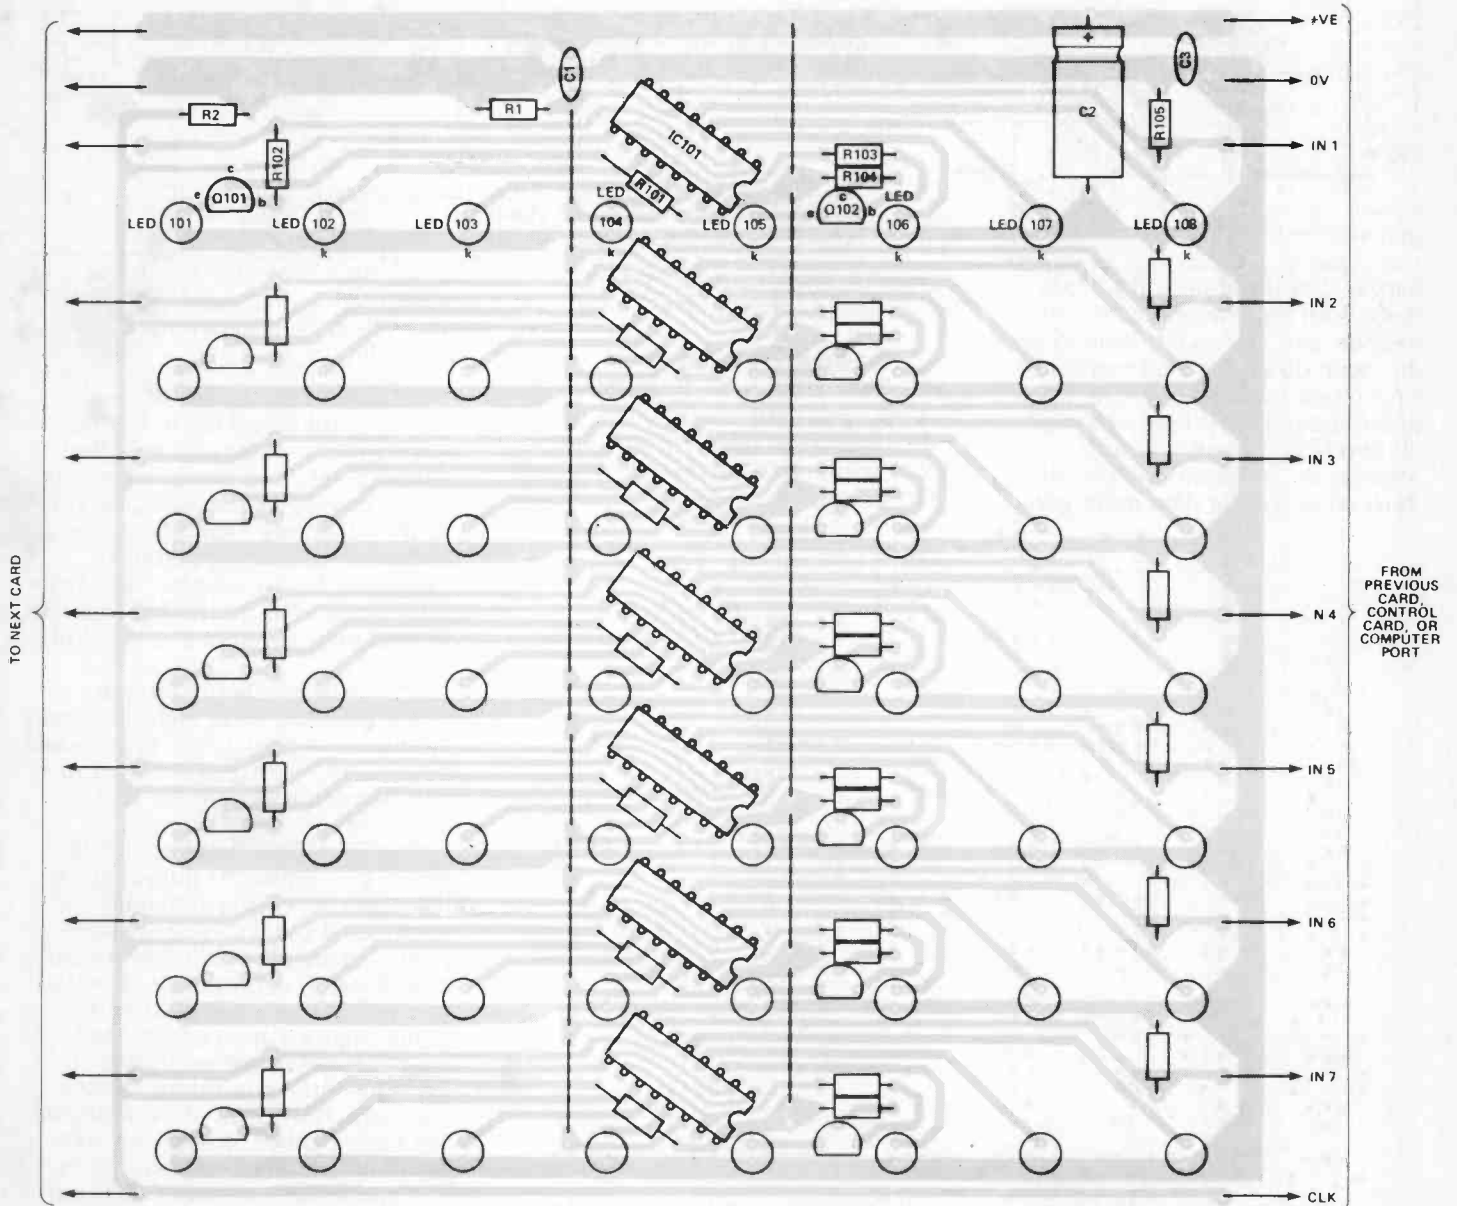 +VE
C1
+
C3
0V
C2
R2
R1
R105
IC101
IN 1
R102
R103
R104
R101
c
e Q101 b
LED
c
e Q102 b
LED
LED 101
LED 102
LED 103
104
LED 105
106
LED 107
LED 108
k
k
k
k
k
k
k
IN 2
IN 3
TO NEXT CARD
FROM
PREVIOUS
CARD,
CONTROL
CARD, OR
COMPUTER
PORT
N 4
IN 5
IN 6
IN 7
CLK